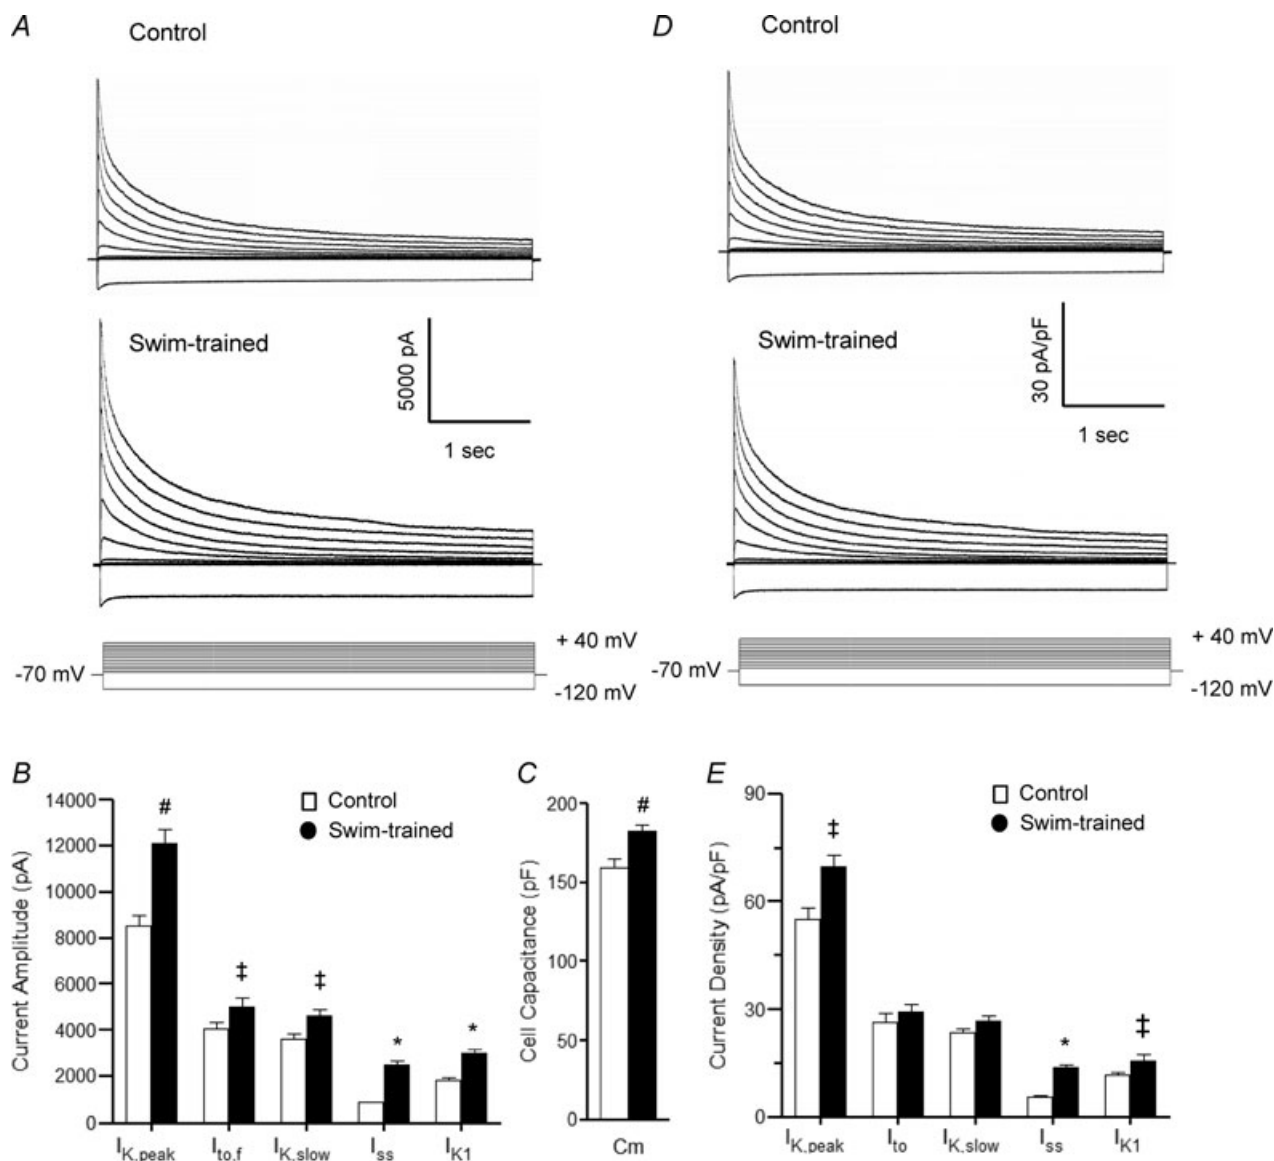 A
Control
Swim-trained
5000 pA
1 sec
+ 40 mV
-70 mV
-120 mV
D
Control
Swim-trained
30 pA/pF
1 sec
+ 40 mV
-70 mV
-120 mV
B
Current Amplitude (pA)
14000
12000
10000
8000
6000
4000
2000
0
Control
Swim-trained
#
‡
‡
*
*
IK,peak
Ito,f
IK,slow
Iss
IK1
C
Cell Capacitance (pF)
200
150
100
50
0
#
Cm
E
Current Density (pA/pF)
90
60
30
0
Control
Swim-trained
‡
*
‡
IK,peak
Ito
IK,slow
Iss
IK1